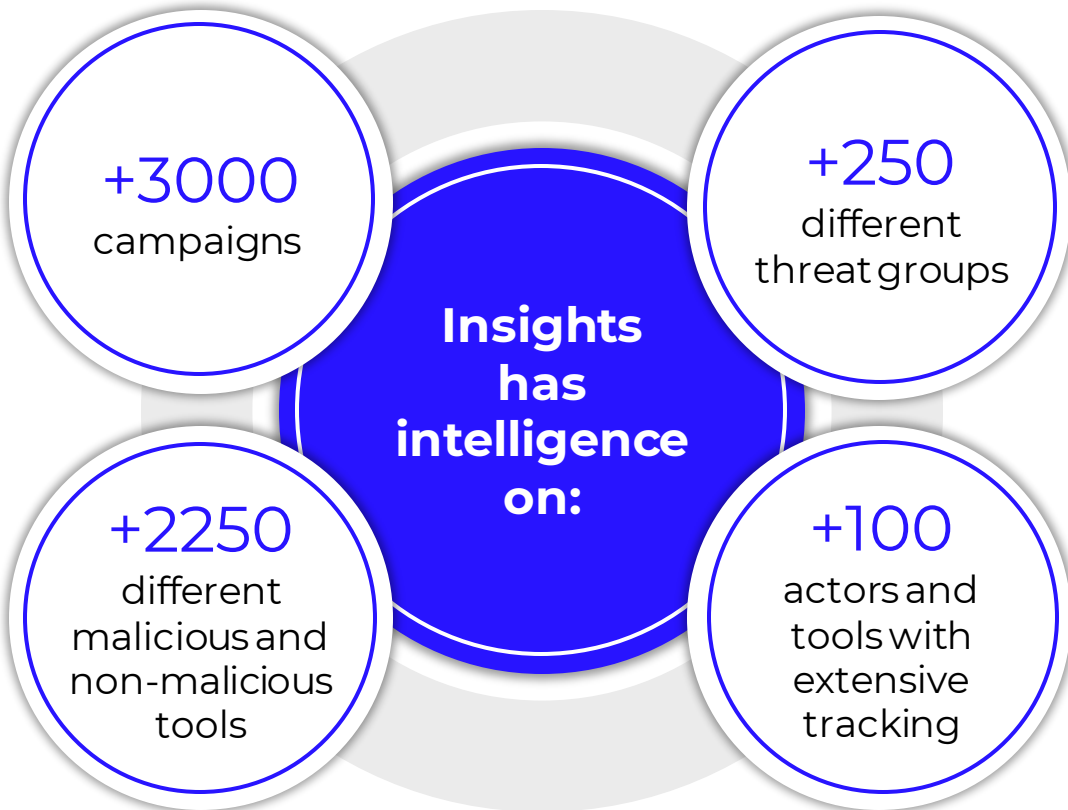 +3000
campaigns
+250
different
threat groups
Insights
has
intelligence
on:
+2250
different
malicious and
non-malicious
tools
+100
actors and
tools with
extensive
tracking